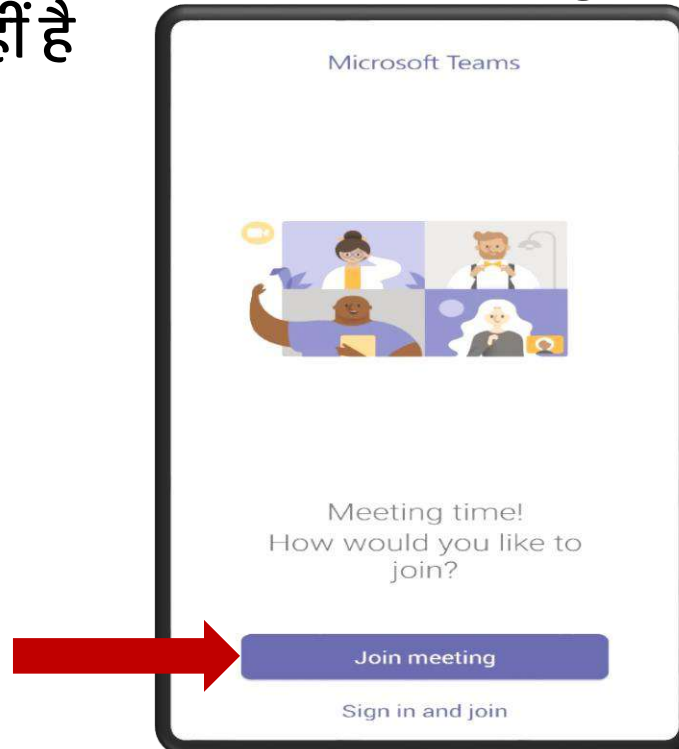 है
Microsoft Teams
Meeting time!
How would you like to
join?
Join meeting
Sign in and join